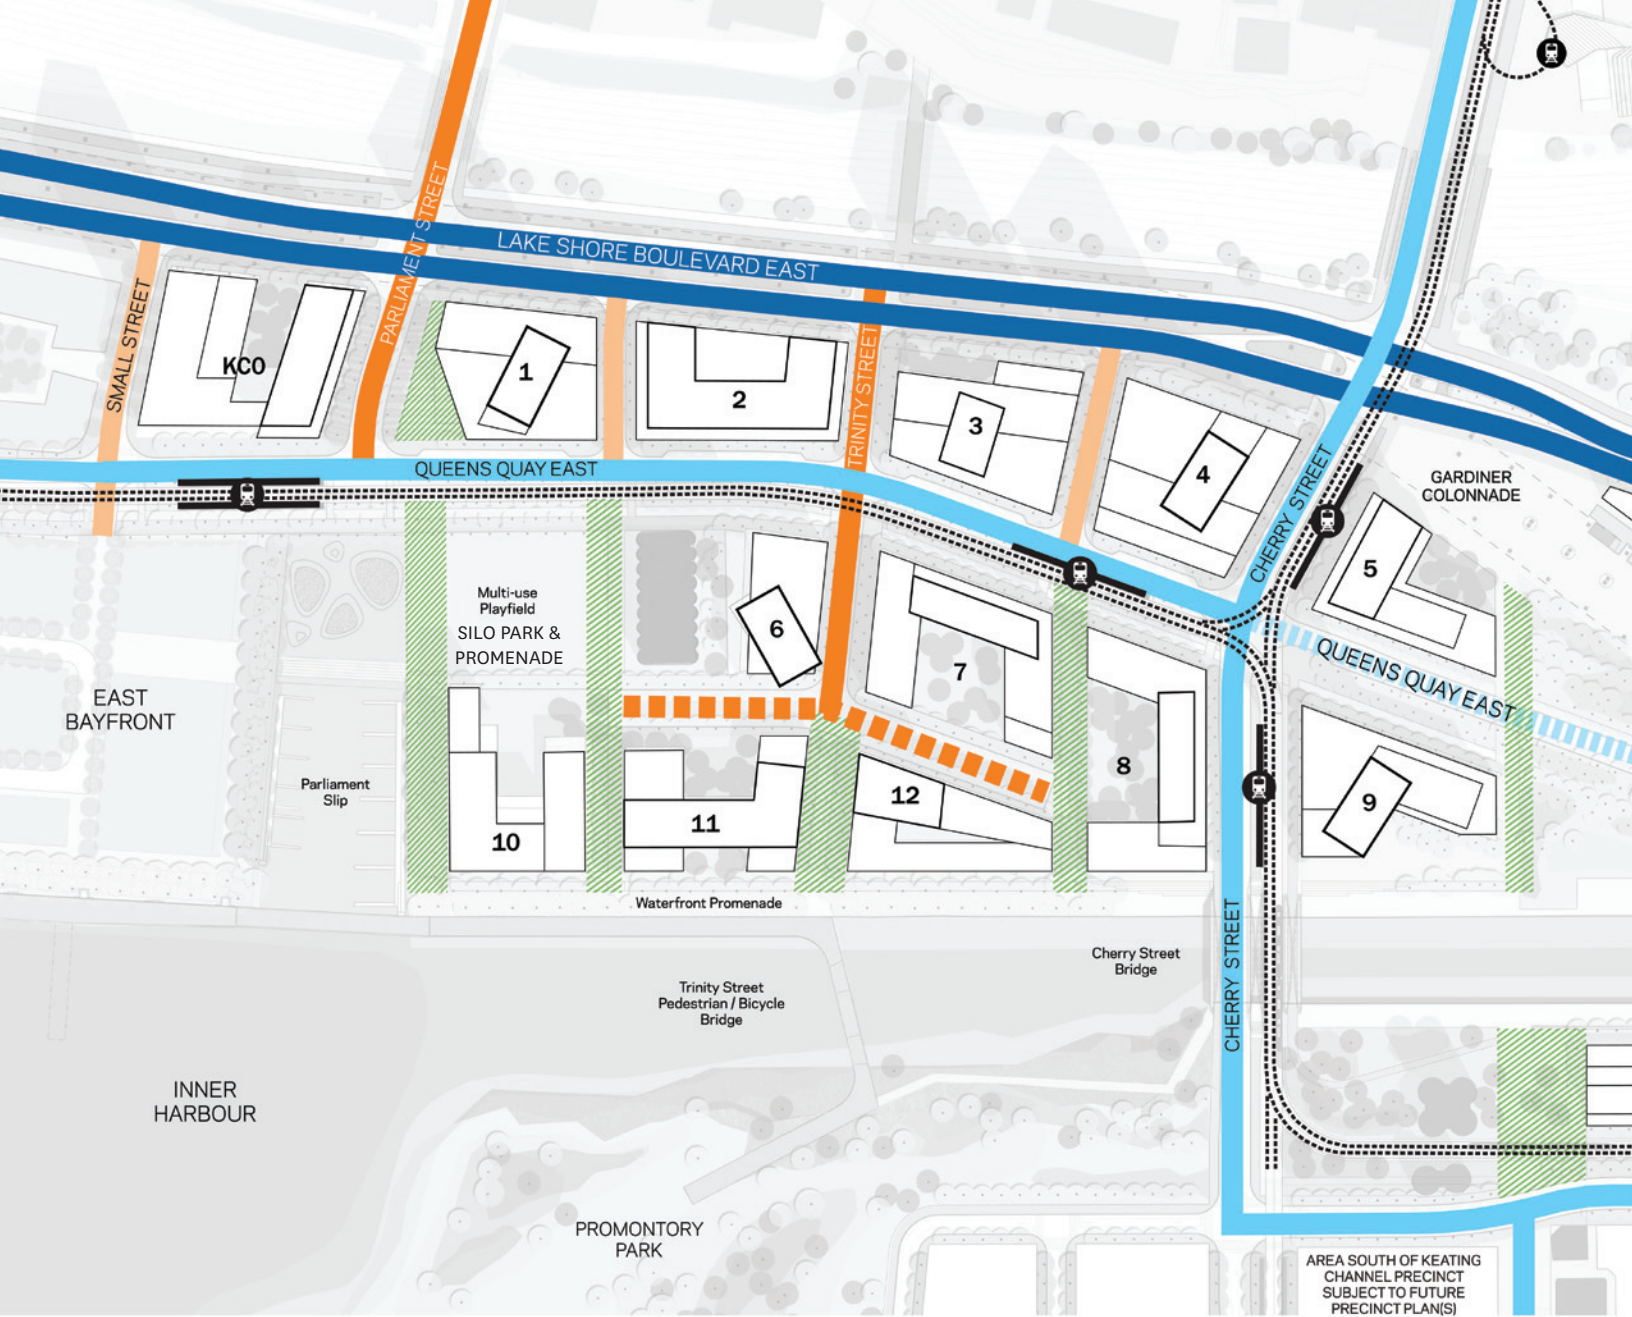 PARLIAMENT STREET
LAKE SHORE BOULEVARD EAST
SMALL STREET
KCO
PARLIAMENT STREET
1
2
TRINITY STREET
3
4
CHERRY STREET
GARDINER
COLONNADE
QUEENS QUAY EAST
5
Multi-use
Playfield
SILO PARK &
PROMENADE
6
7
QUEENS QUAY EAST
EAST
BAYFRONT
Parliament
Slip
8
9
10
11
12
Waterfront Promenade
CHERRY STREET
Cherry Street
Bridge
Trinity Street
Pedestrian / Bicycle
Bridge
INNER
HARBOUR
PROMONTORY
PARK
AREA SOUTH OF KEATING
CHANNEL PRECINCT
SUBJECT TO FUTURE
PRECINCT PLAN(S)